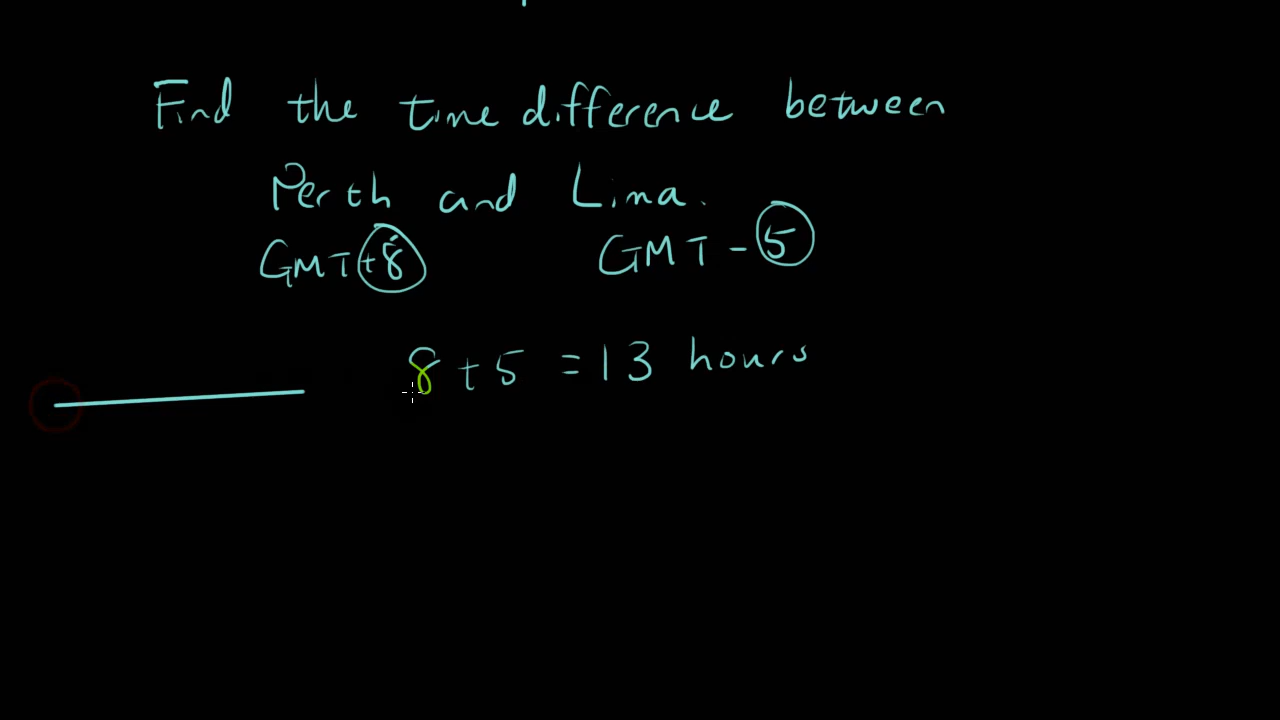 Find the time difference between
Perth and Lima.
GMT+8 GMT-5
8+5 =13 hours